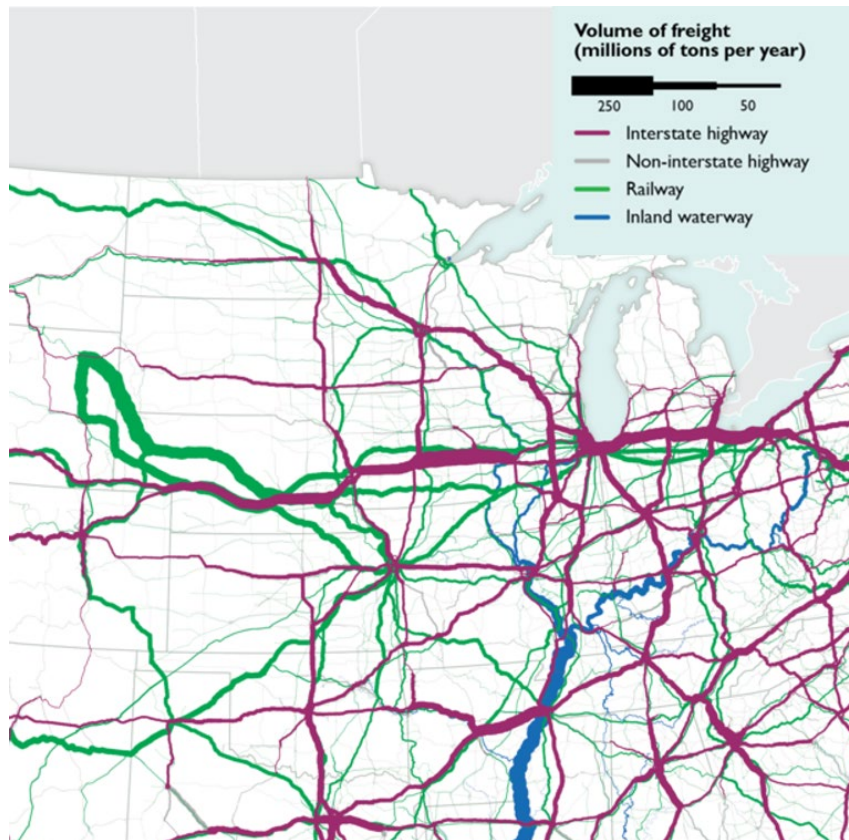 Volume of freight
(millions of tons per year)
250 100 50
Interstate highway
Non-interstate highway
Railway
Inland waterway